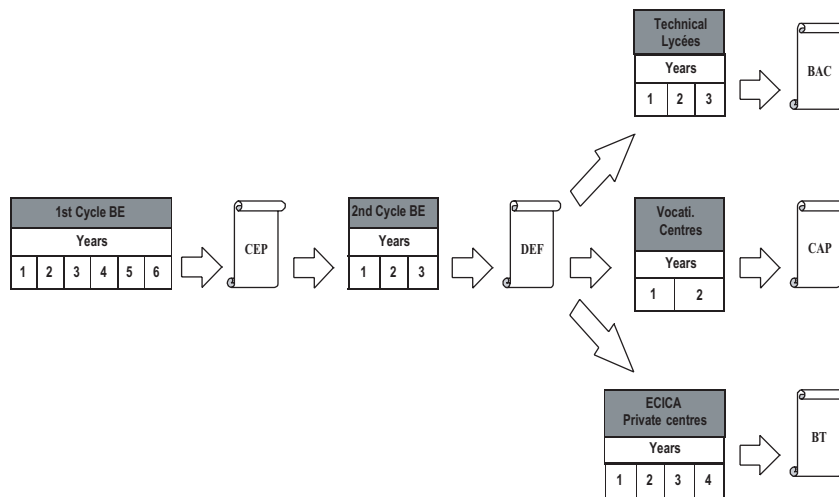 Technical
Lycées
Years
1 2 3
BAC
1st Cycle BE
Years
1 2 3 4 5 6
CEP
2nd Cycle BE
Years
1 2 3
DEF
Vocati.
Centres
Years
1 2
CAP
ECICA
Private centres
Years
1 2 3 4
BT